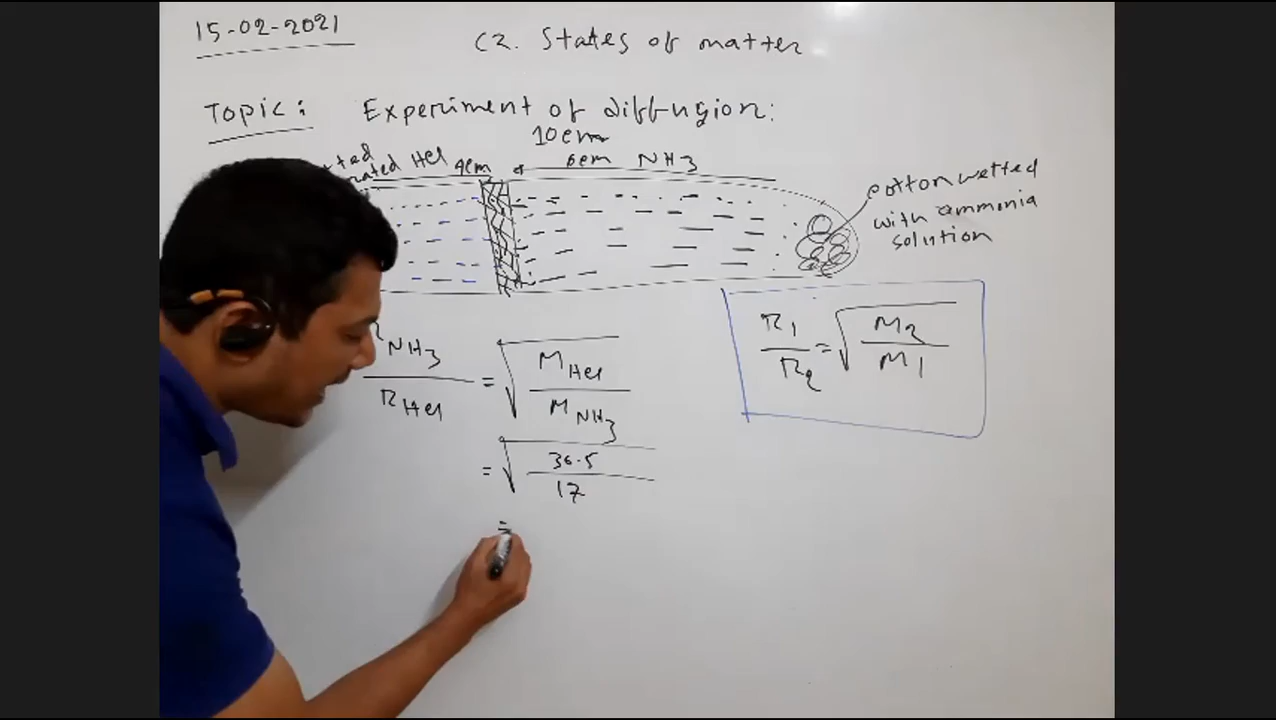 15-02-2021
C2. States of matter
Topic: Experiment of diffusion:
10cm
HCl 4cm 6cm NH3
cotton wetted
with ammonia
solution
R1/R2 = √(M2/M1)
RNH3/RHCl = √(MHCl/MNH3)
= √(36.5/17)
=